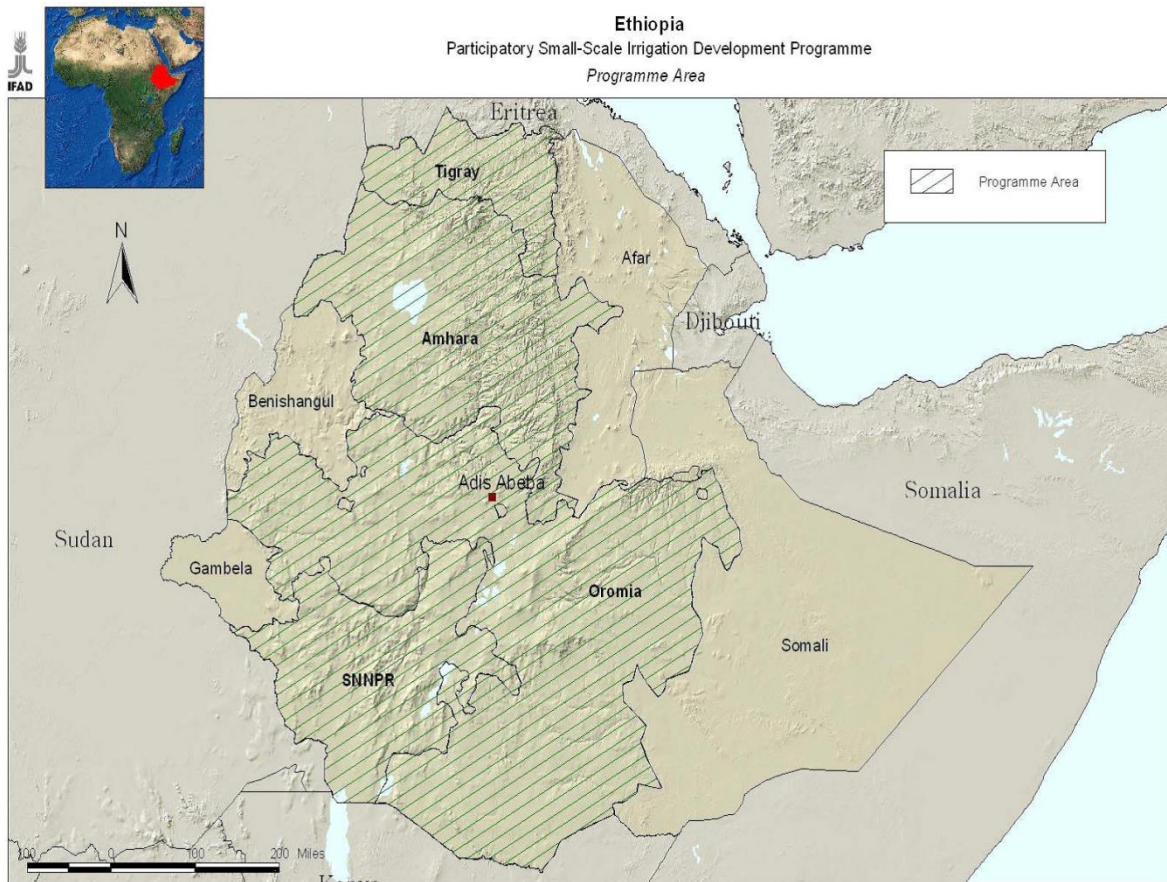 Ethiopia
Participatory Small-Scale Irrigation Development Programme
Programme Area
IFAD
Eritrea
Tigray
Programme Area
N
Afar
Djibouti
Amhara
Benishangul
Adis Abeba
Somalia
Sudan
Gambela
Oromia
Somali
SNNPR
100 0 100 200 Miles
Kenya